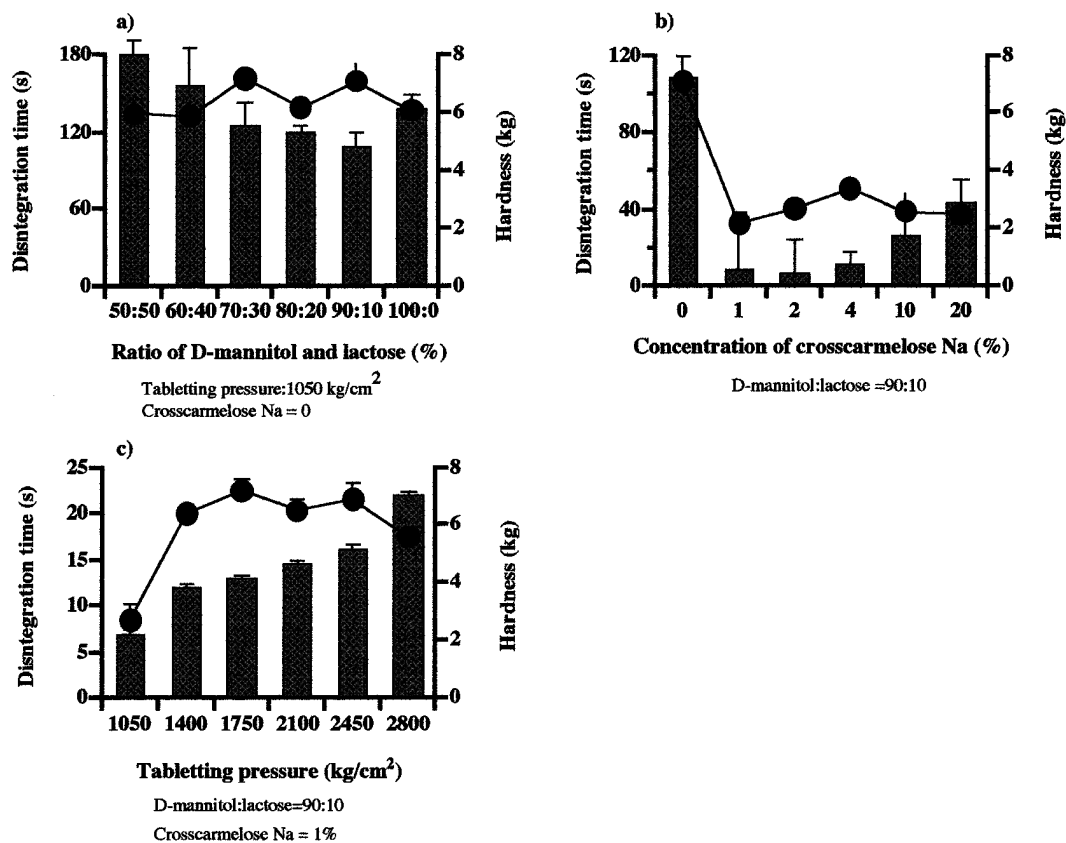 a)
180
120
60
0
Disntegration time (s)
8
6
4
2
0
Hardness (kg)
50:50 60:40 70:30 80:20 90:10 100:0
Ratio of D-mannitol and lactose (%)
Tabletting pressure:1050 kg/cm2
Crosscarmelose Na = 0
b)
120
80
40
0
Disntegration time (s)
8
6
4
2
0
Hardness (kg)
0 1 2 4 10 20
Concentration of crosscarmelose Na (%)
D-mannitol:lactose =90:10
c)
25
20
15
10
5
0
Disntegration time (s)
8
6
4
2
0
Hardness (kg)
1050 1400 1750 2100 2450 2800
Tabletting pressure (kg/cm2)
D-mannitol:lactose=90:10
Crosscarmelose Na = 1%